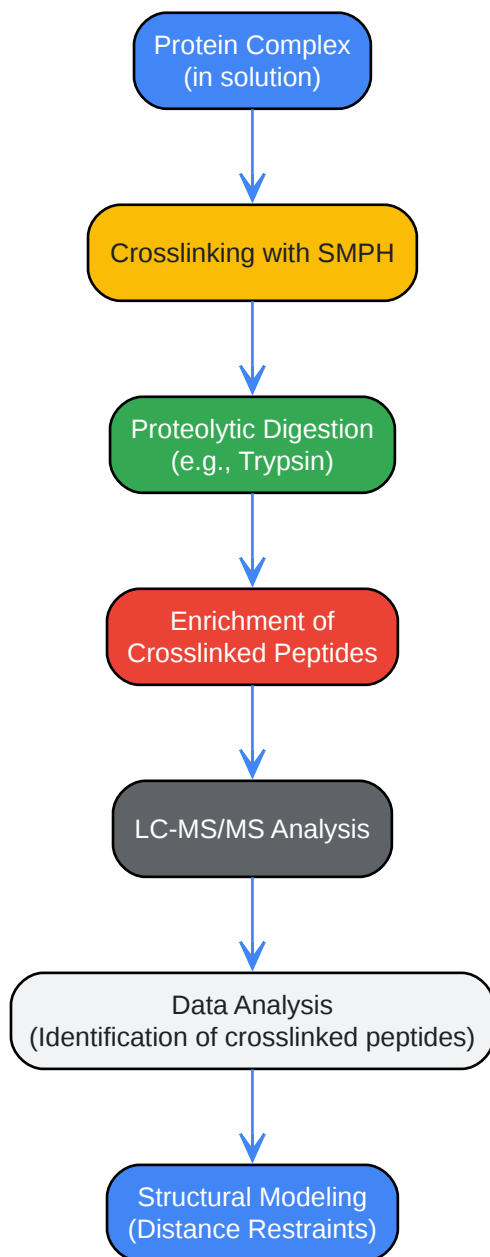 Protein Complex
(in solution)
Crosslinking with SMPH
Proteolytic Digestion
(e.g., Trypsin)
Enrichment of
Crosslinked Peptides
LC-MS/MS Analysis
Data Analysis
(Identification of crosslinked peptides)
Structural Modeling
(Distance Restraints)